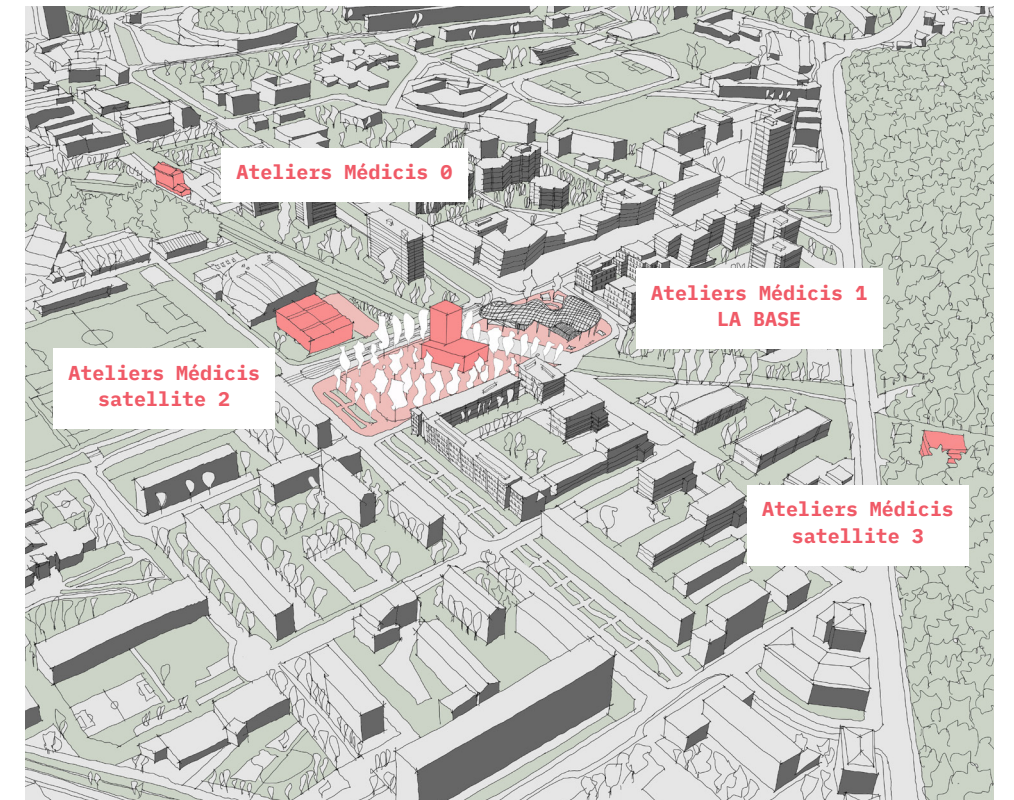 Ateliers Médicis 0
Ateliers Médicis 1
LA BASE
Ateliers Médicis
satellite 2
Ateliers Médicis
satellite 3